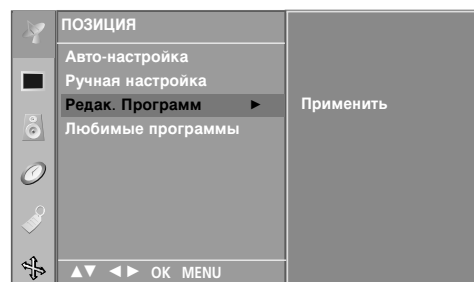 ПОЗИЦИЯ
Авто-настройка
Ручная настройка
Редак. Программ ►
Применить
Любимые программы
▲▼ ◄► OK MENU